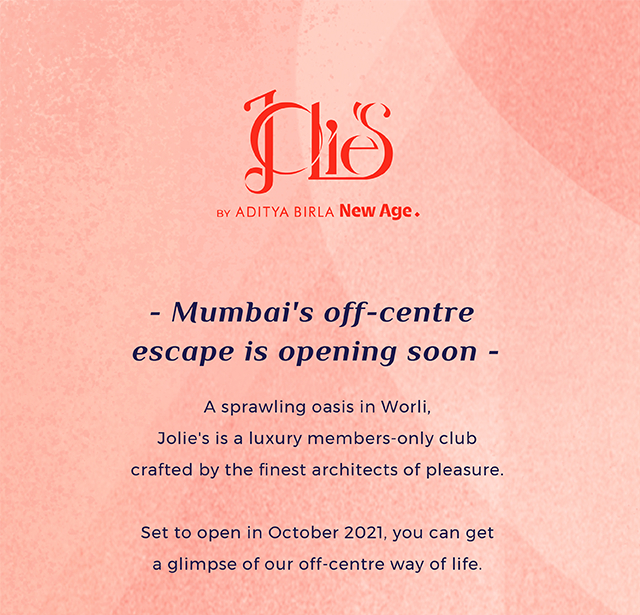 Jolie's
BY ADITYA BIRLA New Age.
- Mumbai's off-centre
escape is opening soon -
A sprawling oasis in Worli,
Jolie's is a luxury members-only club
crafted by the finest architects of pleasure.
Set to open in October 2021, you can get
a glimpse of our off-centre way of life.